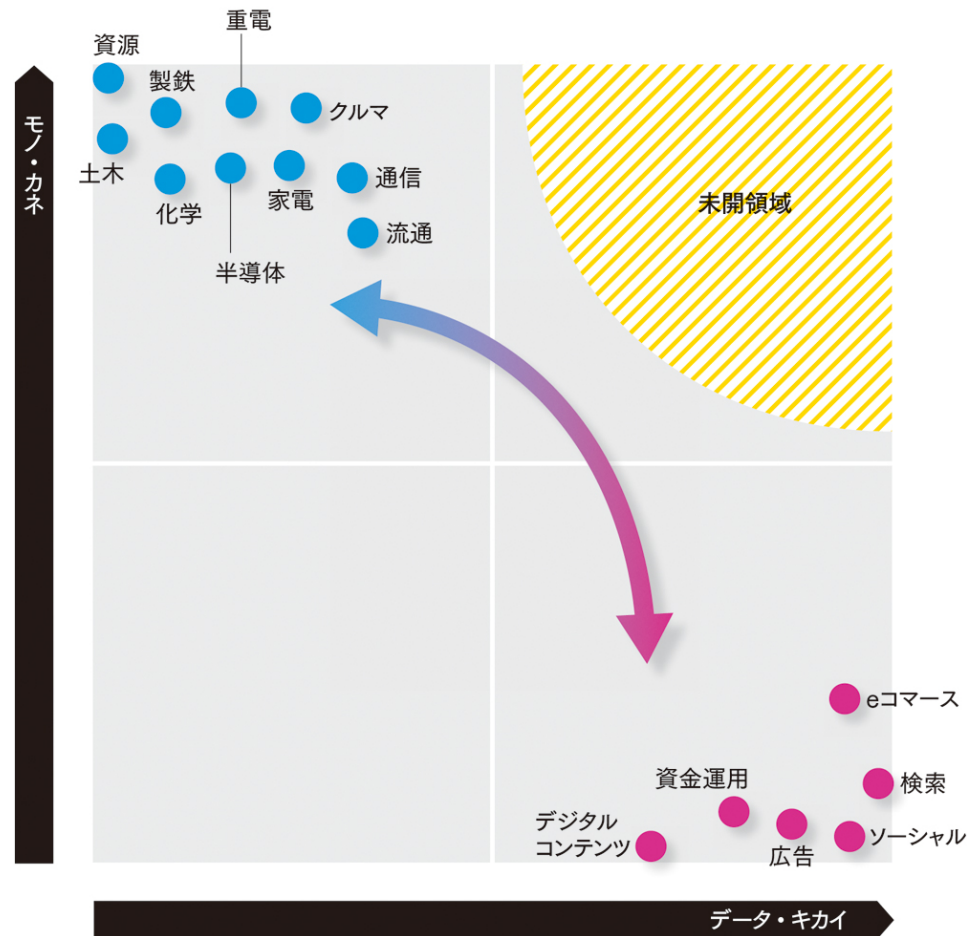 重電
資源
製鉄
クルマ
モノ・カネ
土木
化学
家電
通信
半導体
流通
未開領域
eコマース
資金運用
検索
デジタル
コンテンツ
広告
ソーシャル
データ・キカイ